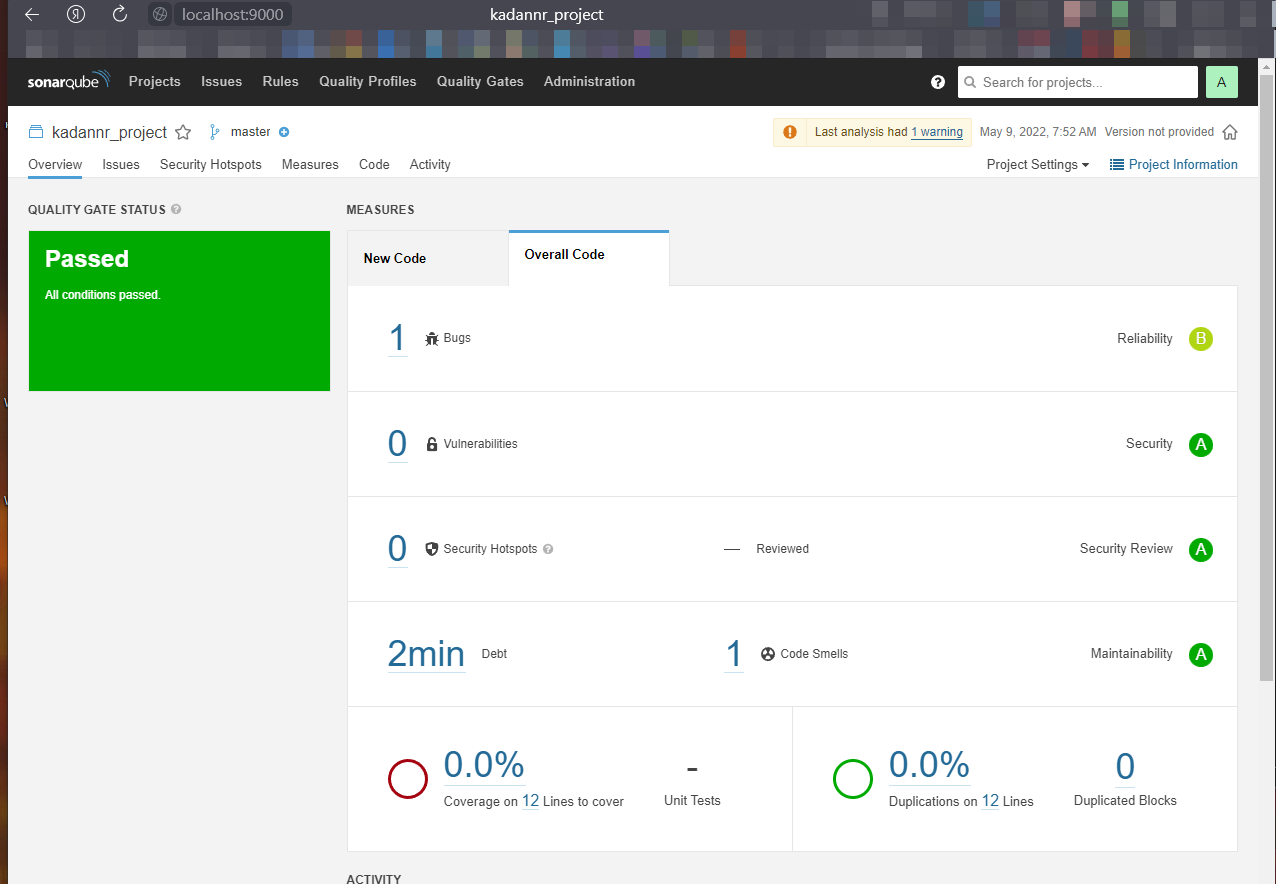 localhost:9000 kadannr_project
sonarqube Projects Issues Rules Quality Profiles Quality Gates Administration Search for projects... A
kadannr_project master Last analysis had 1 warning May 9, 2022, 7:52 AM Version not provided
Overview Issues Security Hotspots Measures Code Activity Project Settings Project Information
QUALITY GATE STATUS
MEASURES
Passed
All conditions passed.
New Code
Overall Code
1 Bugs Reliability B
0 Vulnerabilities Security A
0 Security Hotspots — Reviewed Security Review A
2min Debt 1 Code Smells Maintainability A
0.0%
Coverage on 12 Lines to cover
-
Unit Tests
0.0%
Duplications on 12 Lines
0
Duplicated Blocks
ACTIVITY